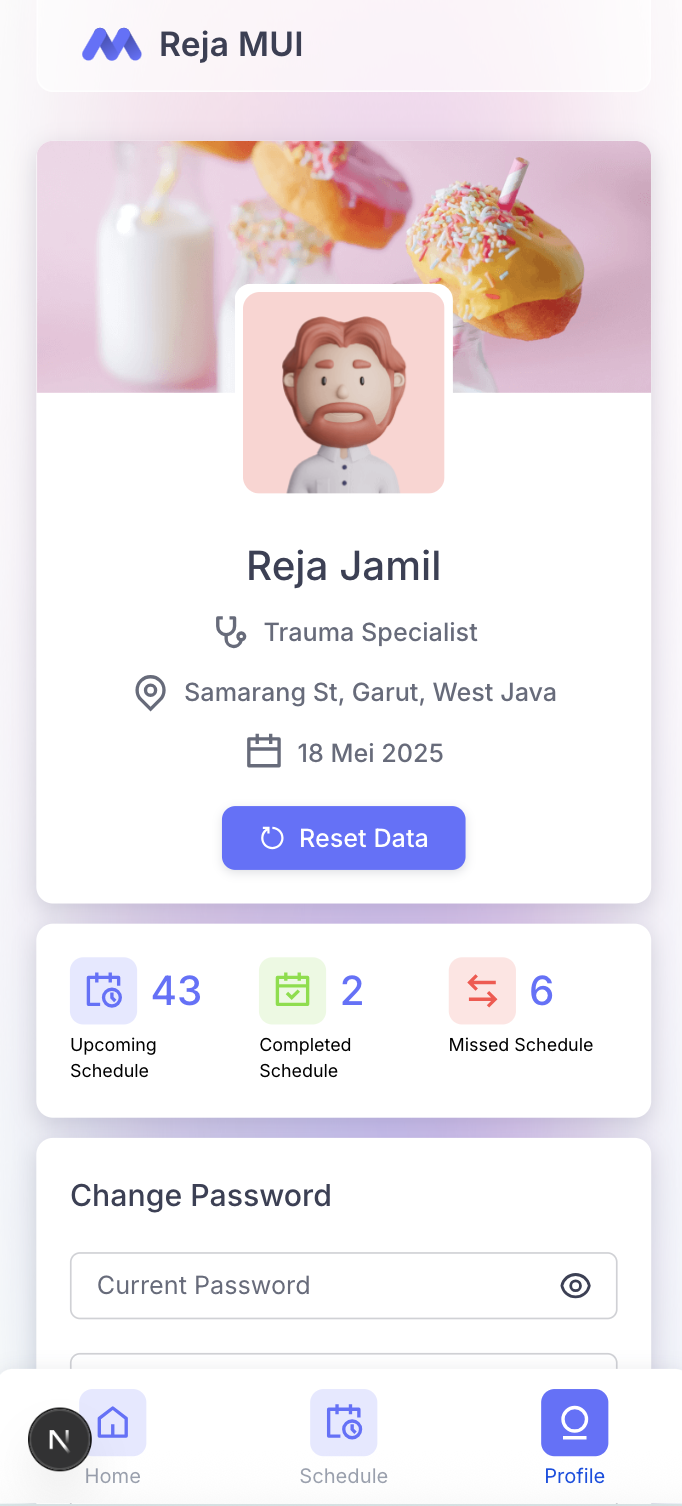 Reja MUI
Reja Jamil
Trauma Specialist
Samarang St, Garut, West Java
18 Mei 2025
Reset Data
43
Upcoming
Schedule
2
Completed
Schedule
6
Missed Schedule
Change Password
Current Password
N
Home
Schedule
Profile